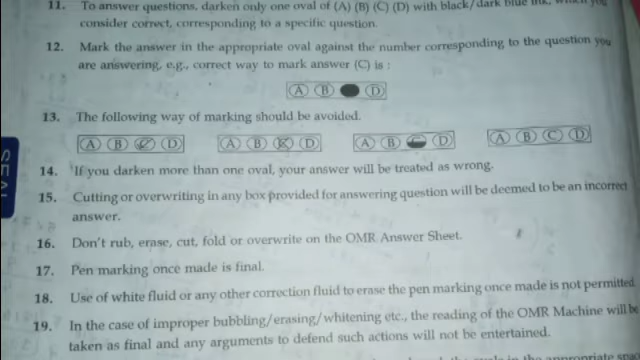 11. To answer questions, darken only one oval of (A) (B) (C) (D) with black/dark blue ink, which you
consider correct, corresponding to a specific question.
12. Mark the answer in the appropriate oval against the number corresponding to the question you
are answering, e.g., correct way to mark answer (C) is :
A B D
13. The following way of marking should be avoided.
A B C D A B C D A B C D A B C D
14. If you darken more than one oval, your answer will be treated as wrong.
15. Cutting or overwriting in any box provided for answering question will be deemed to be an incorrect
answer.
16. Don't rub, erase, cut, fold or overwrite on the OMR Answer Sheet.
17. Pen marking once made is final.
18. Use of white fluid or any other correction fluid to erase the pen marking once made is not permitted
19. In the case of improper bubbling/erasing/whitening etc., the reading of the OMR Machine will be
taken as final and any arguments to defend such actions will not be entertained.
in the appropriate
SEAL